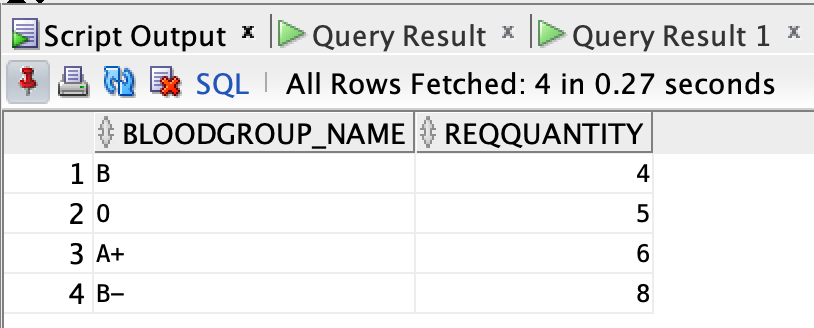 Script Output × Query Result × Query Result 1 ×
SQL All Rows Fetched: 4 in 0.27 seconds
BLOODGROUP_NAME REQQUANTITY
1 B 4
2 0 5
3 A+ 6
4 B- 8